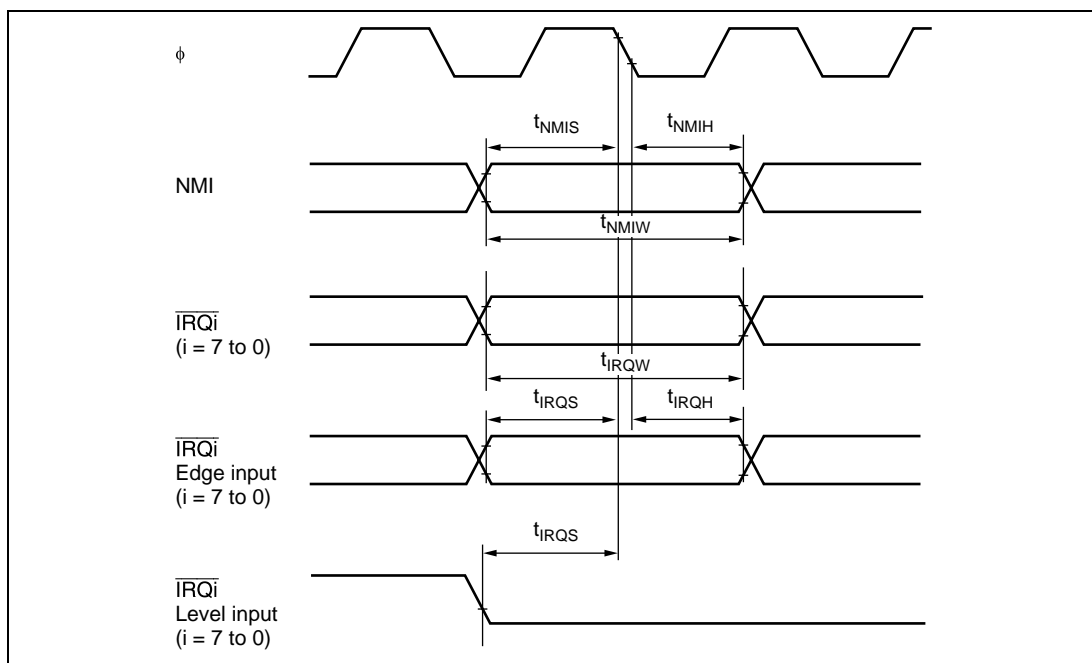 ϕ
tNMIS
tNMIH
NMI
tNMIW
IRQi
(i = 7 to 0)
tIRQW
tIRQS
tIRQH
IRQi
Edge input
(i = 7 to 0)
tIRQS
IRQi
Level input
(i = 7 to 0)